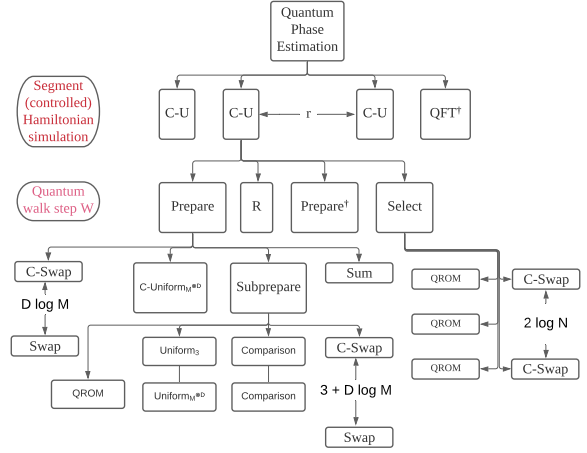 Quantum
Phase
Estimation
Segment
(controlled)
Hamiltonian
simulation
C-U
C-U
r
C-U
QFT†
Quantum
walk step W
Prepare
R
Prepare†
Select
C-Swap
D log M
Swap
C-Uniform_M⊗D
Subprepare
Sum
QROM
C-Swap
QROM
2 log N
QROM
C-Swap
Uniform₃
Comparison
C-Swap
QROM
Uniform_M⊗D
Comparison
3 + D log M
Swap